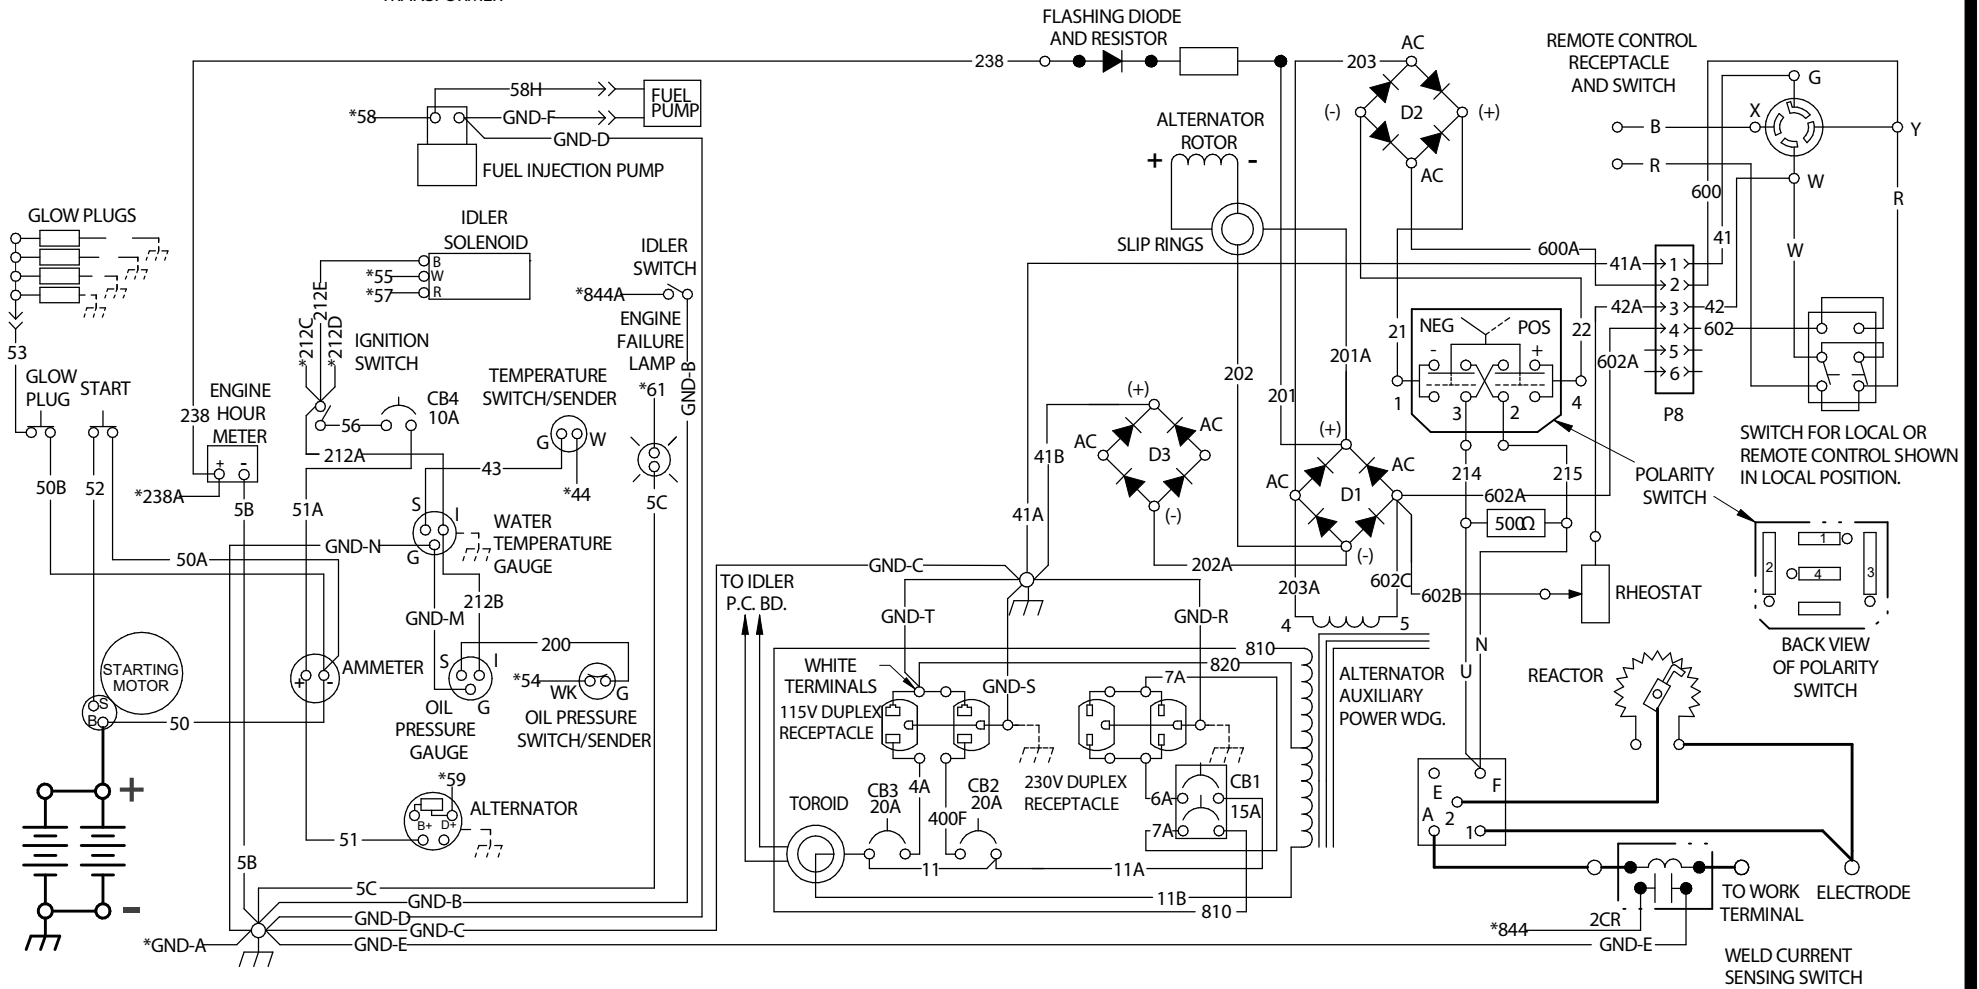 FLASHING DIODE
AND RESISTOR
238
203
AC
D2
(-)
(+)
AC
REMOTE CONTROL
RECEPTACLE
AND SWITCH
G
X
B
Y
R
W
600
R
41
W
58H
FUEL
PUMP
*58
GND-F
GND-D
FUEL INJECTION PUMP
ALTERNATOR
ROTOR
+
-
SLIP RINGS
GLOW PLUGS
IDLER
SOLENOID
B
*55
W
*57
R
IDLER
SWITCH
*844A
212E
*212C
*212D
IGNITION
SWITCH
ENGINE
FAILURE
LAMP
*61
GND-B
53
GLOW
PLUG
START
ENGINE
HOUR
METER
238
+
-
*238A
CB4
10A
56
212A
TEMPERATURE
SWITCH/SENDER
G
W
43
*44
600A
41A
1
2
42A
3
42
4
602
602A
5
6
P8
NEG
POS
21
22
-
+
1
3
2
4
201A
202
201
(+)
AC
AC
D3
41B
(-)
(+)
AC
AC
D1
(-)
214
215
602A
500Ω
POLARITY
SWITCH
SWITCH FOR LOCAL OR
REMOTE CONTROL SHOWN
IN LOCAL POSITION.
50B
52
5B
51A
S
I
G
WATER
TEMPERATURE
GAUGE
5C
41A
GND-N
50A
GND-C
202A
203A
602C
602B
RHEOSTAT
1
2
4
3
BACK VIEW
OF POLARITY
SWITCH
TO IDLER
P.C. BD.
GND-T
GND-R
4
5
GND-M
212B
STARTING
MOTOR
S
B
50
+
-
AMMETER
200
S
I
G
*54
WK
G
OIL
PRESSURE
GAUGE
OIL PRESSURE
SWITCH/SENDER
810
820
WHITE
TERMINALS
115V DUPLEX
RECEPTACLE
GND-S
7A
ALTERNATOR
AUXILIARY
POWER WDG.
N
U
REACTOR
*59
B+
D+
ALTERNATOR
51
+
-
TOROID
CB3
20A
4A
CB2
20A
400F
230V DUPLEX
RECEPTACLE
6A
7A
CB1
15A
E
F
A
2
1
11
11A
11B
810
5B
5C
GND-B
GND-D
GND-C
*GND-A
GND-E
*844
2CR
GND-E
TO WORK
TERMINAL
ELECTRODE
WELD CURRENT
SENSING SWITCH